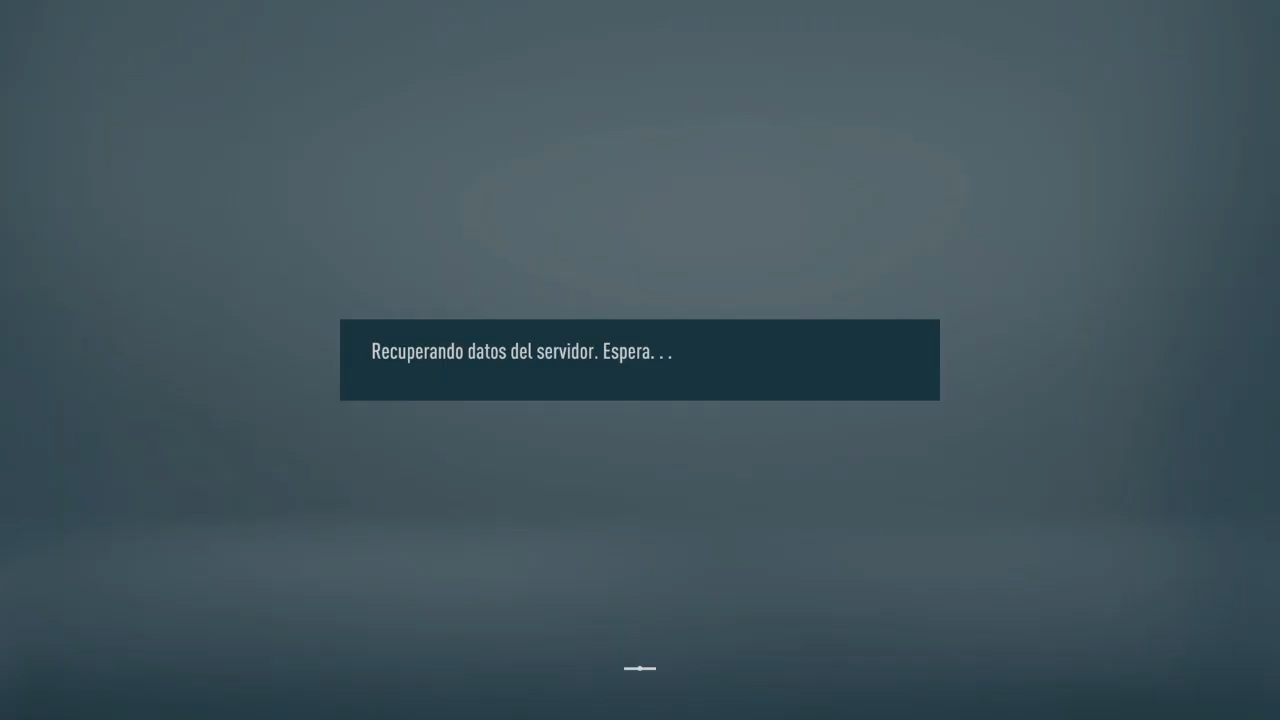 Recuperando datos del servidor. Espera. . .